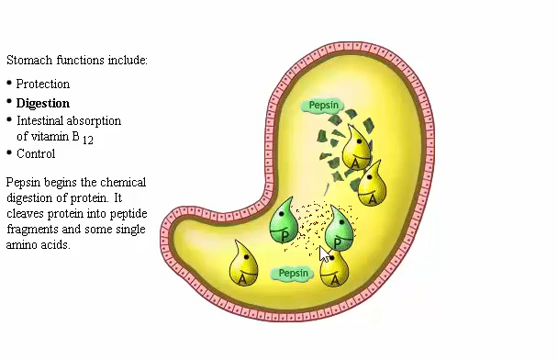 Stomach functions include:
• Protection
• Digestion
• Intestinal absorption
of vitamin B 12
• Control
Pepsin begins the chemical
digestion of protein. It
cleaves protein into peptide
fragments and some single
amino acids.
Pepsin
A
A
P
P
A
Pepsin
A